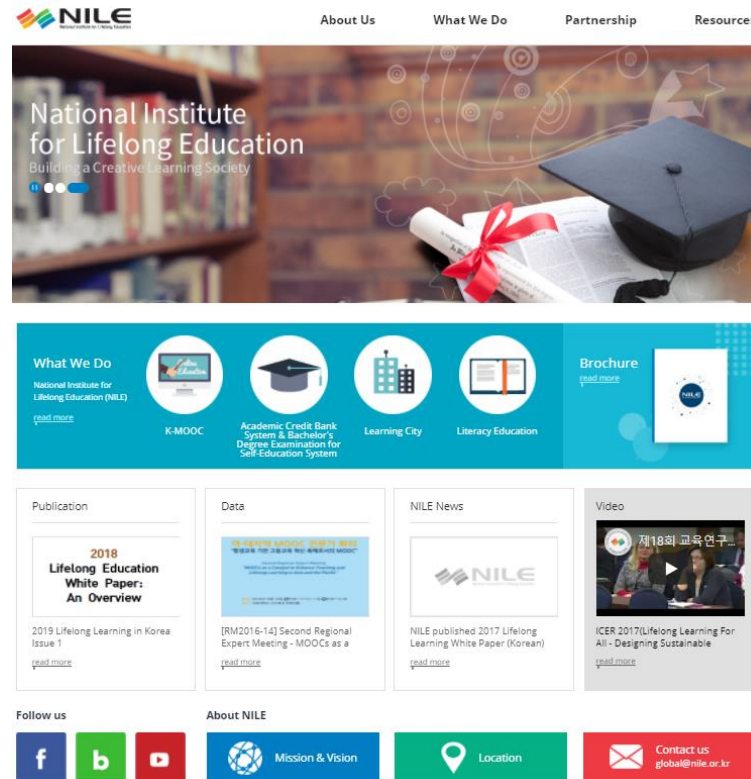 NILE
National Institute for Lifelong Education
About Us
What We Do
Partnership
Resources
National Institute
for Lifelong Education
Building a Creative Learning Society
What We Do
National Institute for
Lifelong Education (NILE)
read more
K-MOOC
Academic Credit Bank
System & Bachelor's
Degree Examination for
Self-Education System
Learning City
Literacy Education
Brochure
read more
NILE
Publication
2018
Lifelong Education
White Paper:
An Overview
2019 Lifelong Learning in Korea
Issue 1
read more
Data
[RM2016-14] Second Regional
Expert Meeting - MOOCs as a
read more
NILE News
NILE
NILE published 2017 Lifelong
Learning White Paper (Korean)
read more
Video
제18회 교육연구...
ICER 2017(Lifelong Learning For
All - Designing Sustainable
read more
Follow us
f
b
About NILE
Mission & Vision
Location
Contact us
global@nile.or.kr